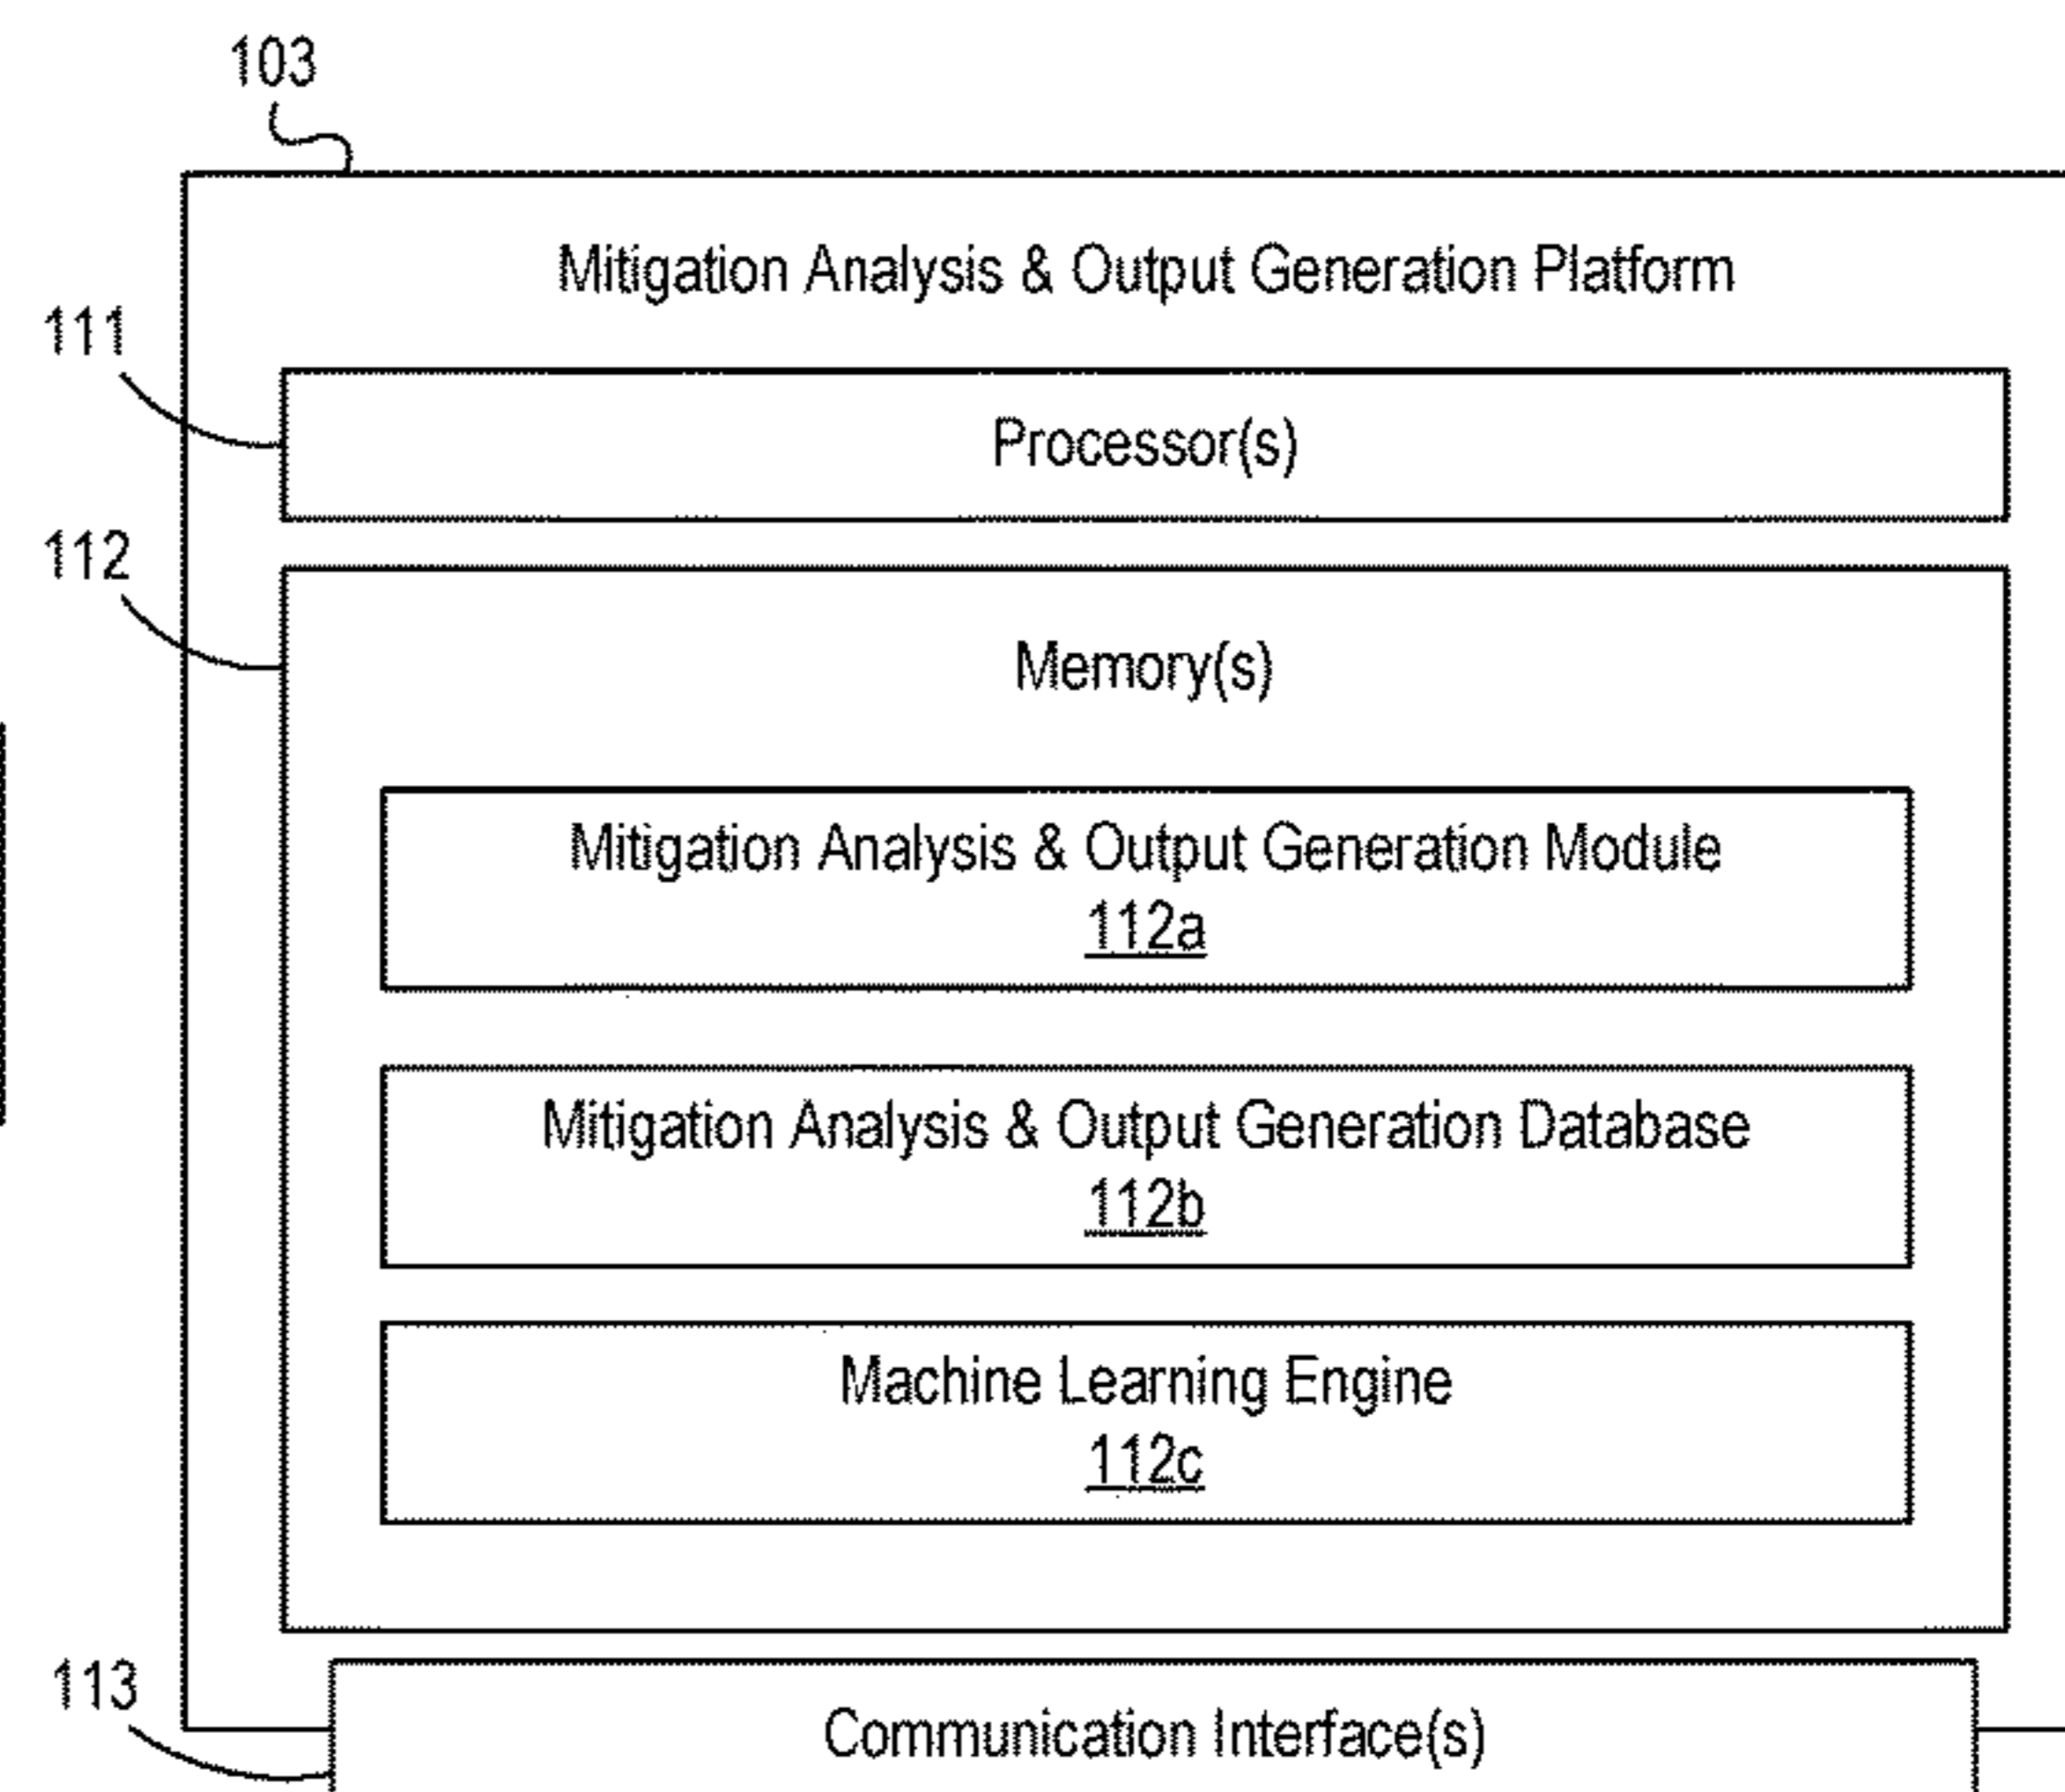 103
Mitigation Analysis & Output Generation Platform
111
Processor(s)
112
Memory(s)
Mitigation Analysis & Output Generation Module
112a
Mitigation Analysis & Output Generation Database
112b
Machine Learning Engine
112c
113
Communication Interface(s)